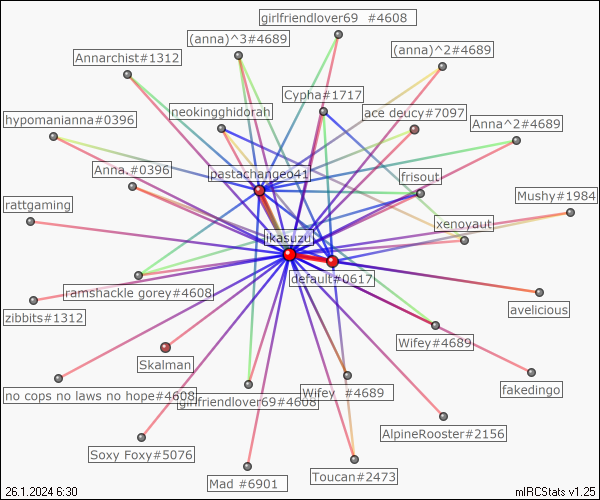 girlfriendlover69 #4608
(anna)^3#4689
(anna)^2#4689
Annarchist#1312
Cypha#1717
neokingghidorah
ace deucy#7097
hypomanianna#0396
Anna^2#4689
Anna.#0396
pastachangeo41
frisout
Mushy#1984
rattgaming
xenoyaut
ikasuzu
default#0617
ramshackle gorey#4608
avelicious
zibbits#1312
Wifey#4689
Skalman
fakedingo
no cops no laws no hope#4608
girlfriendlover69#4608
Wifey #4689
AlpineRooster#2156
Soxy Foxy#5076
Toucan#2473
Mad #6901
26.1.2024 6:30
mIRCStats v1.25